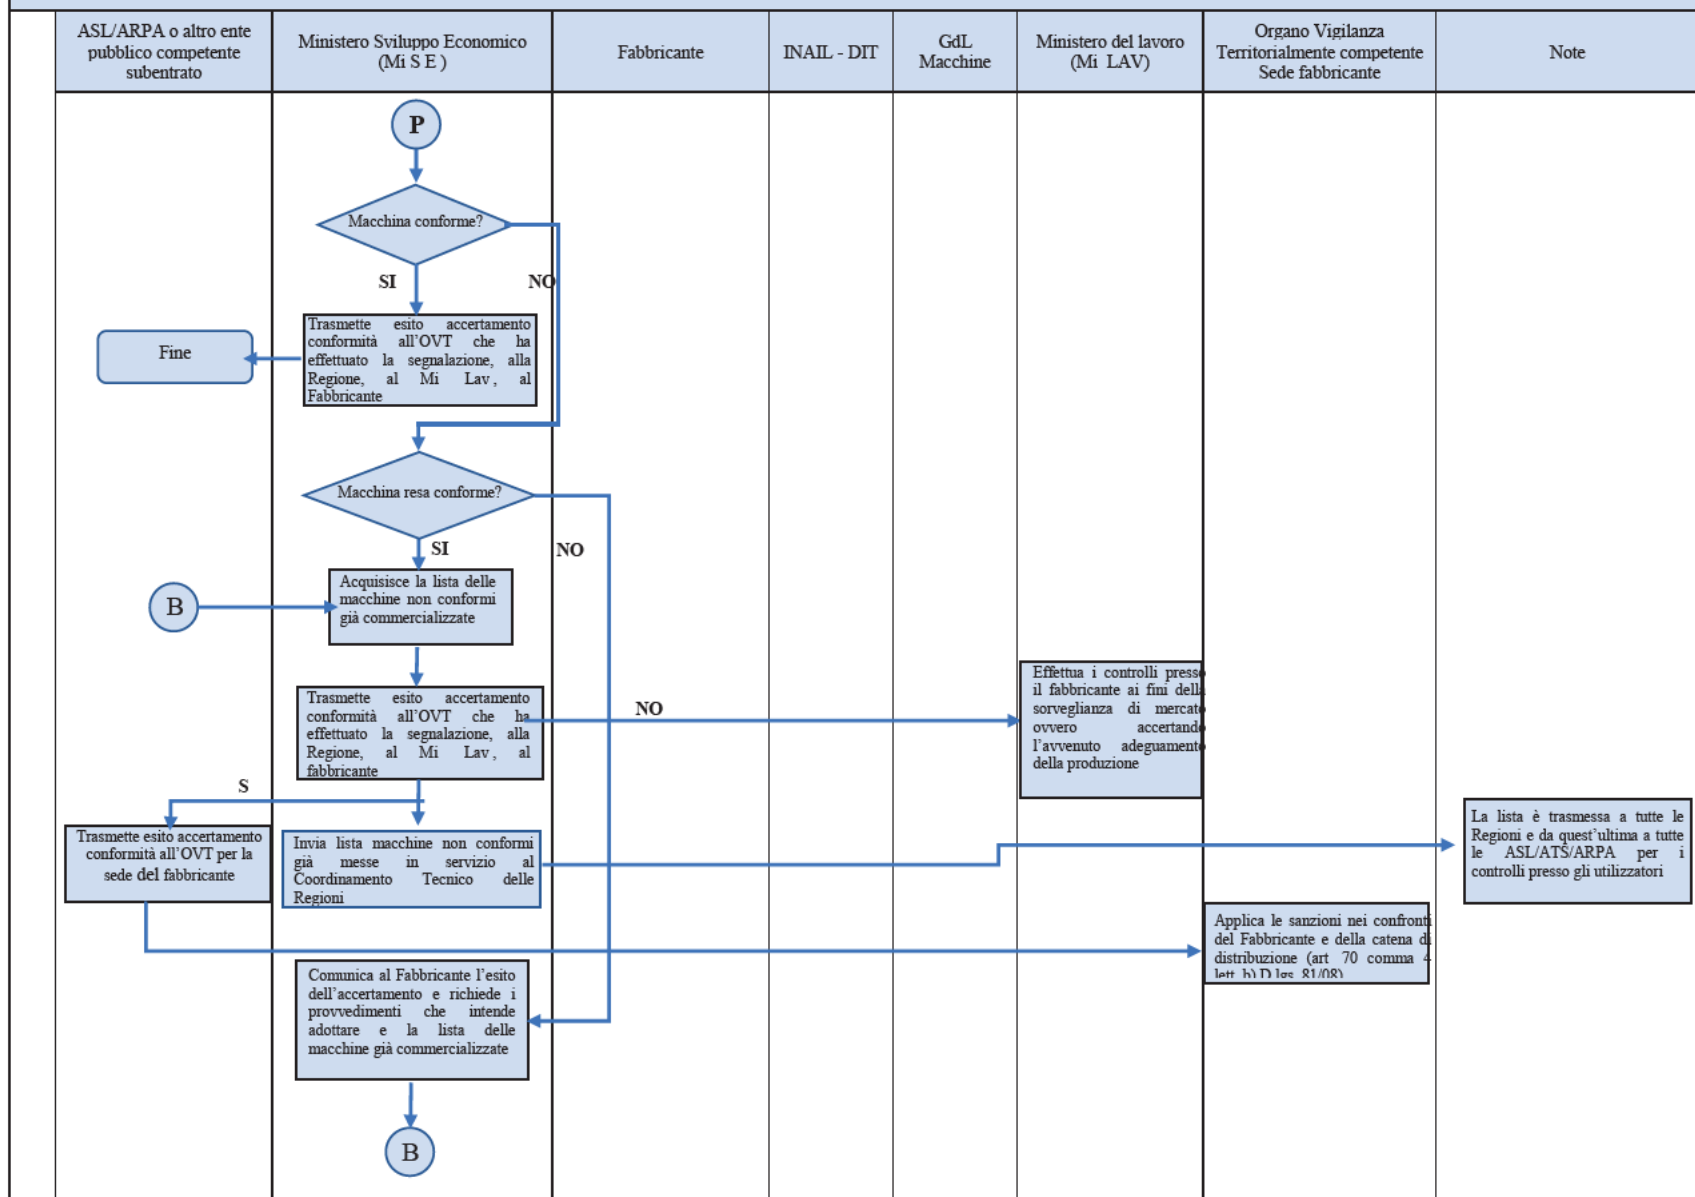 ASL/ARPA o altro ente
pubblico competente
subentrato
Ministero Sviluppo Economico
(Mi S E )
Fabbricante
INAIL - DIT
GdL
Macchine
Ministero del lavoro
(Mi LAV)
Organo Vigilanza
Territorialmente competente
Sede fabbricante
Note
P
Macchina conforme?
SI
NO
Trasmette esito accertamento
conformità all'OVT che ha
effettuato la segnalazione, alla
Regione, al Mi Lav, al
Fabbricante
Fine
Macchina resa conforme?
SI
NO
Acquisisce la lista delle
macchine non conformi
già commercializzate
B
Trasmette esito accertamento
conformità all'OVT che ha
effettuato la segnalazione, alla
Regione, al Mi Lav, al
fabbricante
NO
Effettua i controlli presso
il fabbricante ai fini della
sorveglianza di mercato
ovvero accertando
l'avvenuto adeguamento
della produzione
S
Trasmette esito accertamento
conformità all'OVT per la
sede del fabbricante
Invia lista macchine non conformi
già messe in servizio al
Coordinamento Tecnico delle
Regioni
La lista è trasmessa a tutte le
Regioni e da quest'ultima a tutte
le ASL/ATS/ARPA per i
controlli presso gli utilizzatori
Applica le sanzioni nei confronti
del Fabbricante e della catena di
distribuzione (art 70 comma 4
lett. b) D.lgs. 81/08)
Comunica al Fabbricante l'esito
dell'accertamento e richiede i
provvedimenti che intende
adottare e la lista delle
macchine già commercializzate
B